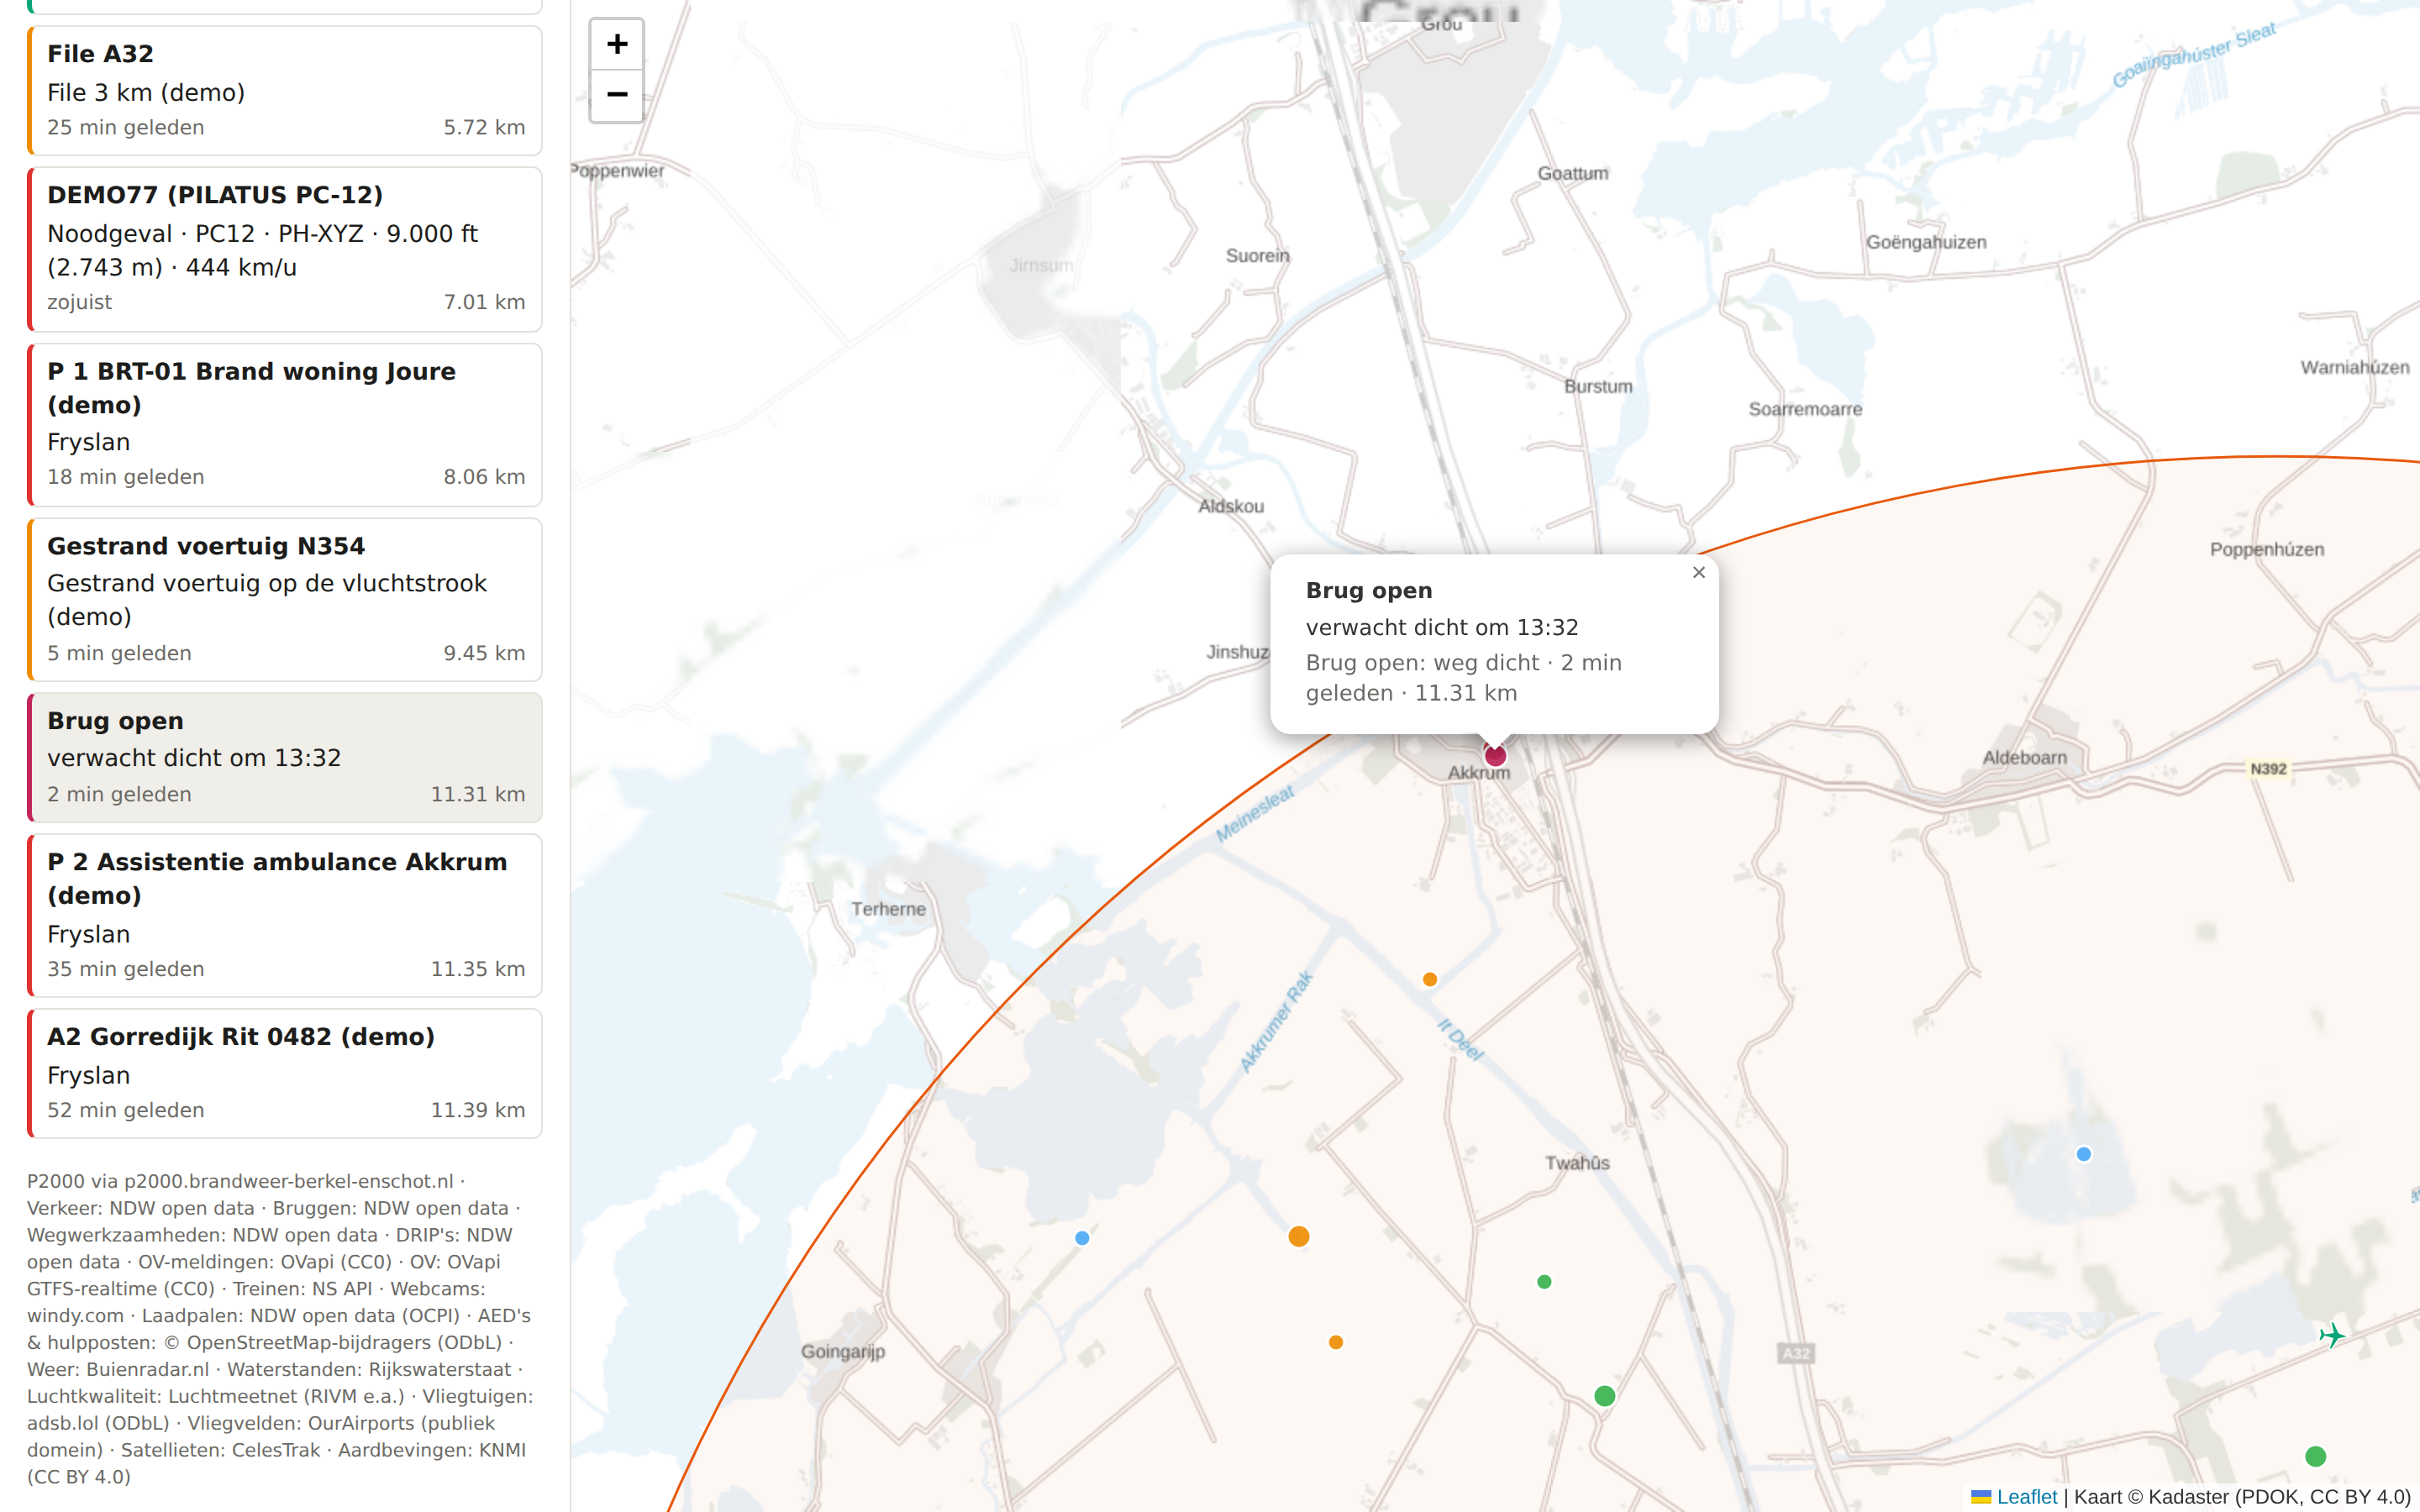 File A32
File 3 km (demo)
25 min geleden 5.72 km
DEMO77 (PILATUS PC-12)
Noodgeval · PC12 · PH-XYZ · 9.000 ft
(2.743 m) · 444 km/u
zojuist 7.01 km
P 1 BRT-01 Brand woning Joure
(demo)
Fryslan
18 min geleden 8.06 km
Gestrand voertuig N354
Gestrand voertuig op de vluchtstrook
(demo)
5 min geleden 9.45 km
Brug open
verwacht dicht om 13:32
2 min geleden 11.31 km
P 2 Assistentie ambulance Akkrum
(demo)
Fryslan
35 min geleden 11.35 km
A2 Gorredijk Rit 0482 (demo)
Fryslan
52 min geleden 11.39 km
P2000 via p2000.brandweer-berkel-enschot.nl ·
Verkeer: NDW open data · Bruggen: NDW open data ·
Wegwerkzaamheden: NDW open data · DRIP's: NDW
open data · OV-meldingen: OVapi (CC0) · OV: OVapi
GTFS-realtime (CC0) · Treinen: NS API · Webcams:
windy.com · Laadpalen: NDW open data (OCPI) · AED's
& hulpposten: © OpenStreetMap-bijdragers (ODbL) ·
Weer: Buienradar.nl · Waterstanden: Rijkswaterstaat ·
Luchtkwaliteit: Luchtmeetnet (RIVM e.a.) · Vliegtuigen:
adsb.lol (ODbL) · Vliegvelden: OurAirports (publiek
domein) · Satellieten: CelesTrak · Aardbevingen: KNMI
(CC BY 4.0)
+
−
Grou
Goaiïngahúster Sleat
Poppenwier
Goattum
Goëngahuizen
Suorein
Jirnsum
Warniahúzen
Burstum
Soarremoarre
Abbenwier
Aldskou
Poppenhúzen
Jinshuz
Brug open
×
verwacht dicht om 13:32
Brug open: weg dicht · 2 min
geleden · 11.31 km
Akkrum
Aldeboarn
N392
Meinesleat
Terherne
Akkrumer Rak
It Deel
Twahûs
Goingarijp
A32
Leaflet | Kaart © Kadaster (PDOK, CC BY 4.0)